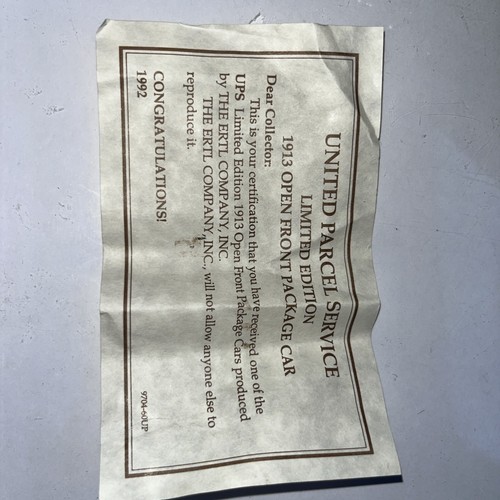 UNITED PARCEL SERVICE
LIMITED EDITION
1913 OPEN FRONT PACKAGE CAR
Dear Collector:
This is your certification that you have received one of the
UPS Limited Edition 1913 Open Front Package Cars produced
by THE ERTL COMPANY, INC.
THE ERTL COMPANY, INC., will not allow anyone else to
reproduce it.
CONGRATULATIONS!
1992
9704-6OUP